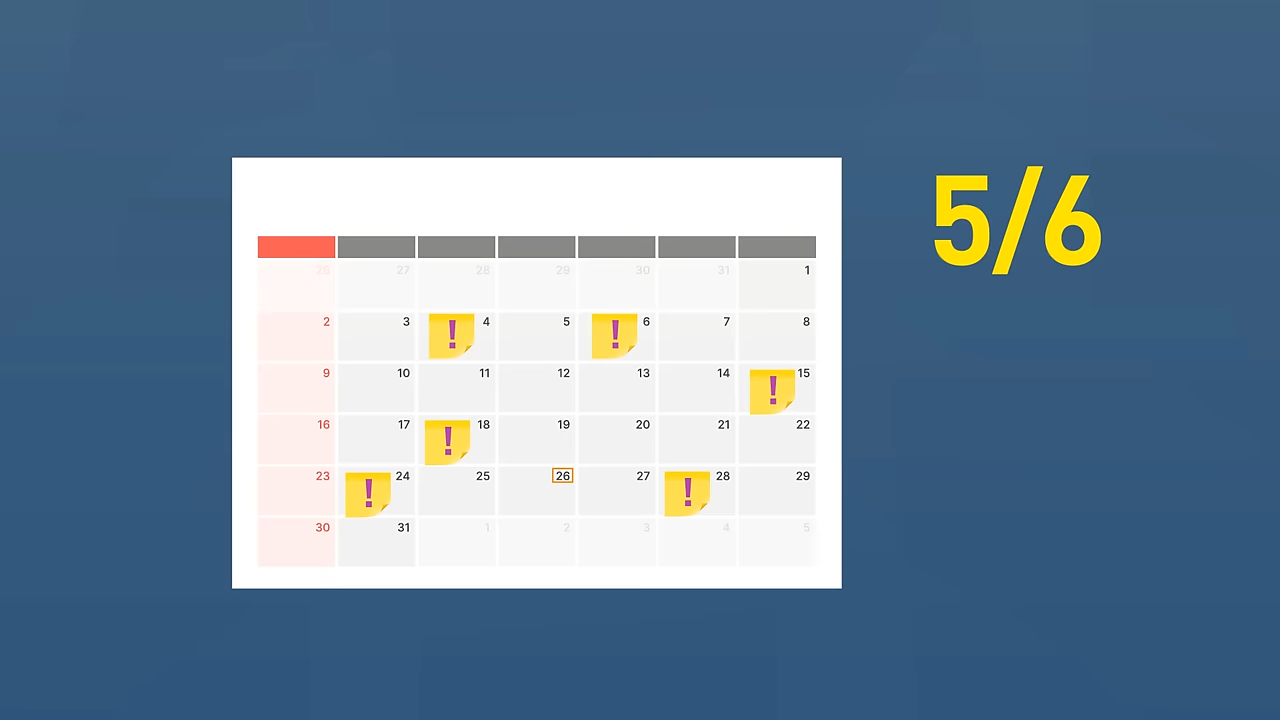 5/6
26 27 28 29 30 31 1
2 3 ! 4 5 ! 6 7 8
9 10 11 12 13 14 ! 15
16 17 ! 18 19 20 21 22
23 ! 24 25 26 27 ! 28 29
30 31 1 2 3 4 5